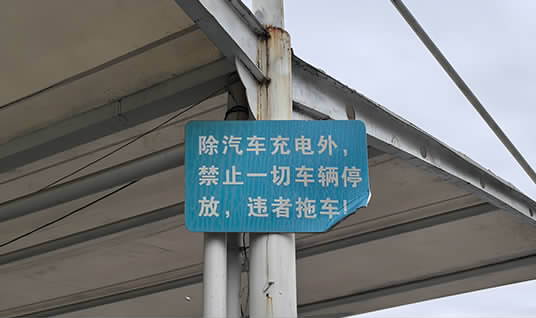 除汽车充电外，
禁止一切车辆停
放，违者拖车！